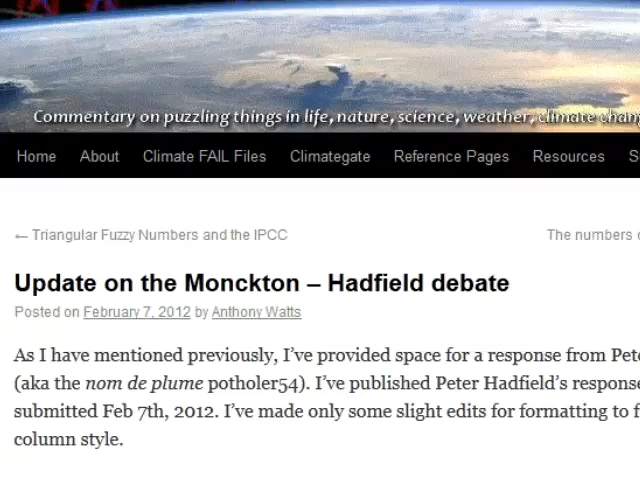 Commentary on puzzling things in life, nature, science, weather, climate chan
Home About Climate FAIL Files Climategate Reference Pages Resources S
← Triangular Fuzzy Numbers and the IPCC The numbers
Update on the Monckton – Hadfield debate
Posted on February 7, 2012 by Anthony Watts
As I have mentioned previously, I've provided space for a response from Pet
(aka the nom de plume potholer54). I've published Peter Hadfield's response
submitted Feb 7th, 2012. I've made only some slight edits for formatting to f
column style.